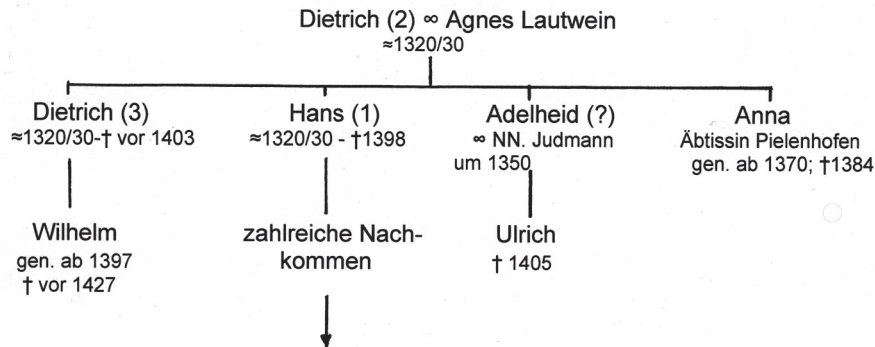 Dietrich (2) ∞ Agnes Lautwein
≈1320/30
Dietrich (3)
≈1320/30-† vor 1403
Wilhelm
gen. ab 1397
† vor 1427
Hans (1)
≈1320/30 - †1398
zahlreiche Nach-
kommen
Adelheid (?)
∞ NN. Judmann
um 1350
Ulrich
† 1405
Anna
Äbtissin Pielenhofen
gen. ab 1370; †1384